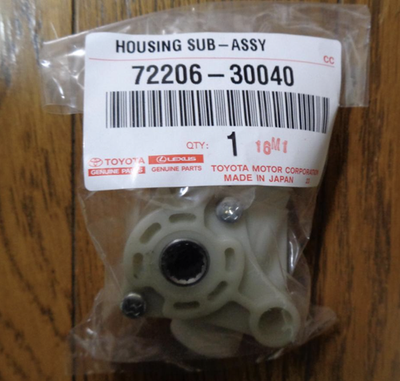 HOUSING SUB-ASSY
CC
72206-30040
QTY: 1 16M1
TOYOTA LEXUS
GENUINE PARTS GENUINE PARTS
TOYOTA MOTOR CORPORATION
MADE IN JAPAN